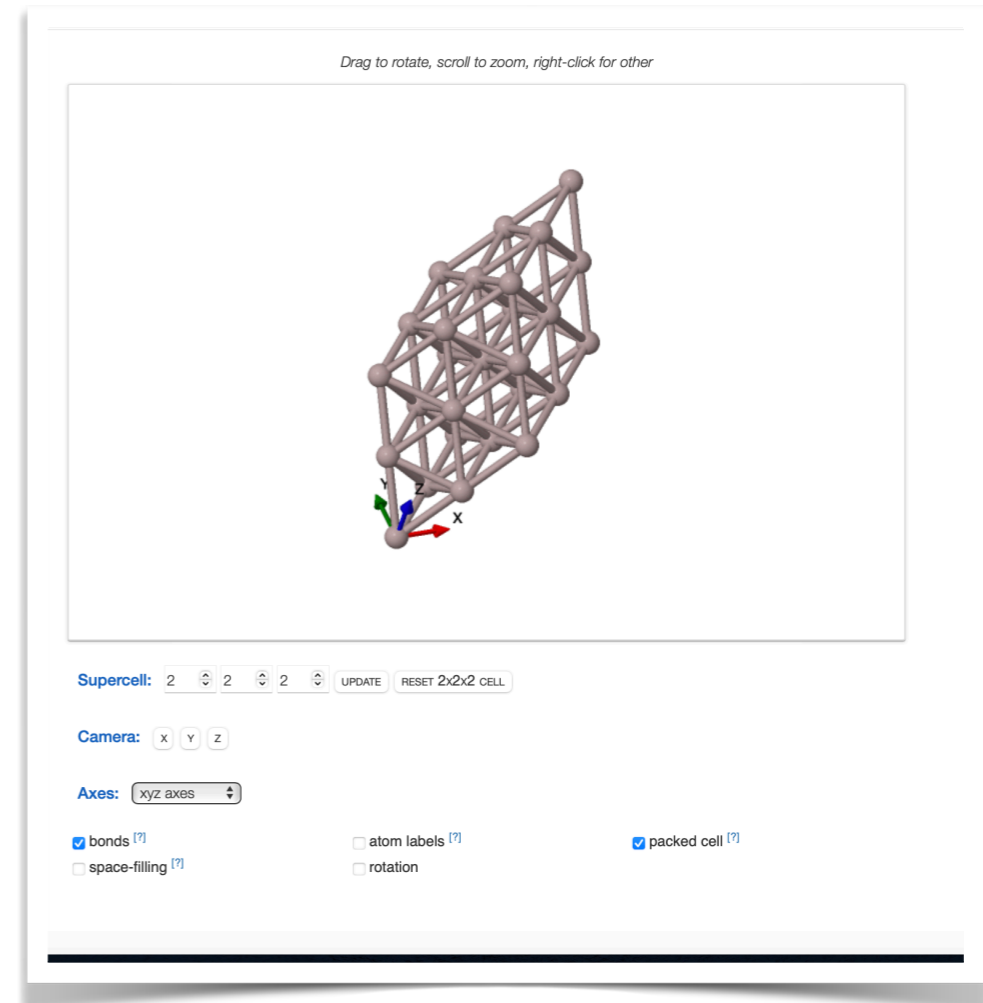 Drag to rotate, scroll to zoom, right-click for other
Y
Z
X
Supercell: 2 2 2 UPDATE RESET 2X2X2 CELL
Camera: X Y Z
Axes: xyz axes
bonds [?] atom labels [?] packed cell [?]
space-filling [?] rotation